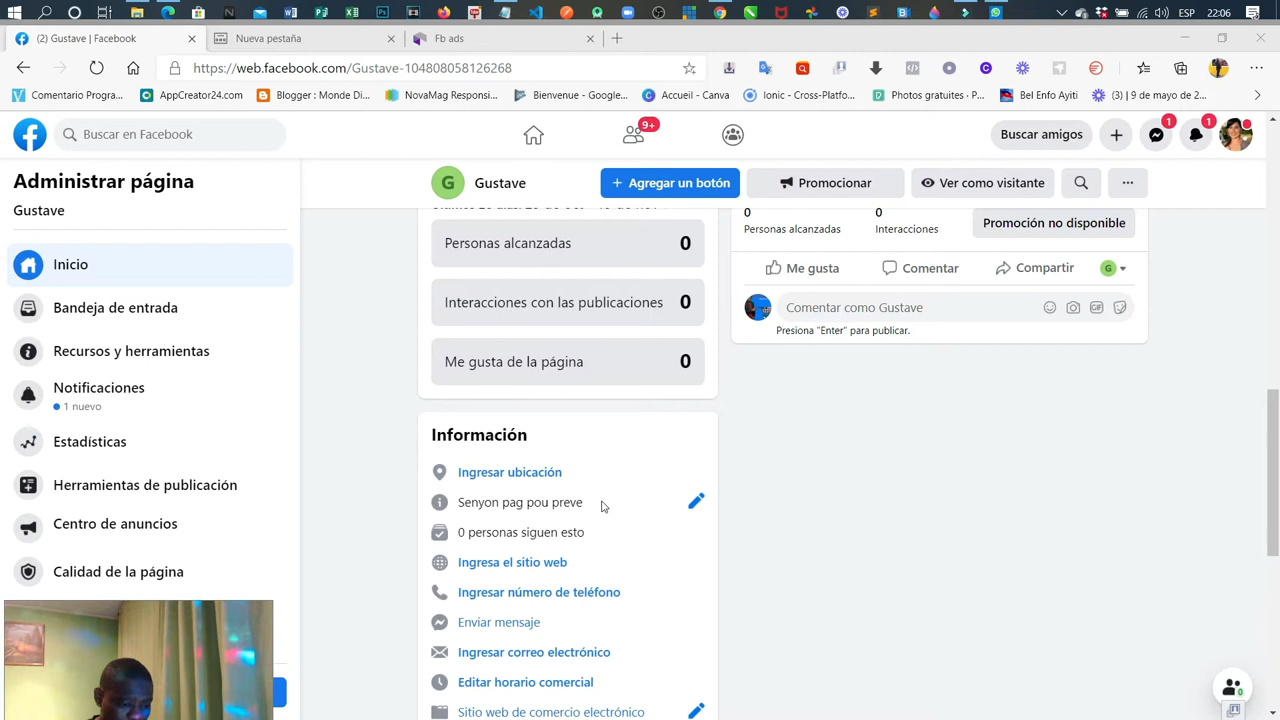 ESP
22:06
(2) Gustave | Facebook
Nueva pestaña
Fb ads
https://web.facebook.com/Gustave-104808058126268
Comentario Progra...
AppCreator24.com
Blogger : Monde Di...
NovaMag Responsi...
Bienvenue - Google...
Accueil - Canva
Ionic - Cross-Platfo...
Photos gratuites - P...
Bel Enfo Ayiti
(3) | 9 de mayo de 2...
Buscar en Facebook
9+
Buscar amigos
1
1
Administrar página
Gustave
G
Gustave
Agregar un botón
Promocionar
Ver como visitante
Inicio
Bandeja de entrada
Recursos y herramientas
Notificaciones
1 nuevo
Estadísticas
Herramientas de publicación
Centro de anuncios
Calidad de la página
Personas alcanzadas 0
Interacciones con las publicaciones 0
Me gusta de la página 0
Información
Ingresar ubicación
Senyon pag pou preve
0 personas siguen esto
Ingresa el sitio web
Ingresar número de teléfono
Enviar mensaje
Ingresar correo electrónico
Editar horario comercial
Sitio web de comercio electrónico
0
Personas alcanzadas
0
Interacciones
Promoción no disponible
Me gusta
Comentar
Compartir
G
Comentar como Gustave
GIF
Presiona "Enter" para publicar.
0